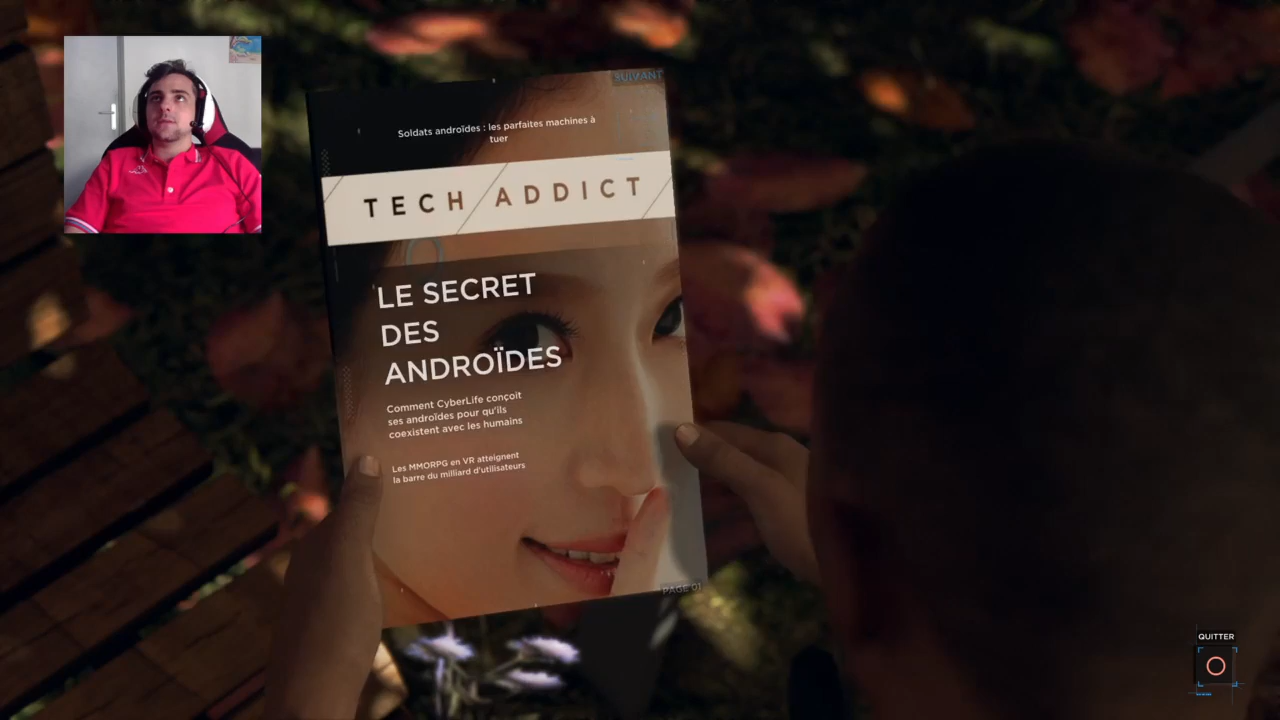 SUIVANT
Soldats androïdes : les parfaites machines à
tuer
TECH ADDICT
LE SECRET
DES
ANDROÏDES
Comment CyberLife conçoit
ses androïdes pour qu'ils
coexistent avec les humains
Les MMORPG en VR atteignent
la barre du milliard d'utilisateurs
PAGE 01
QUITTER